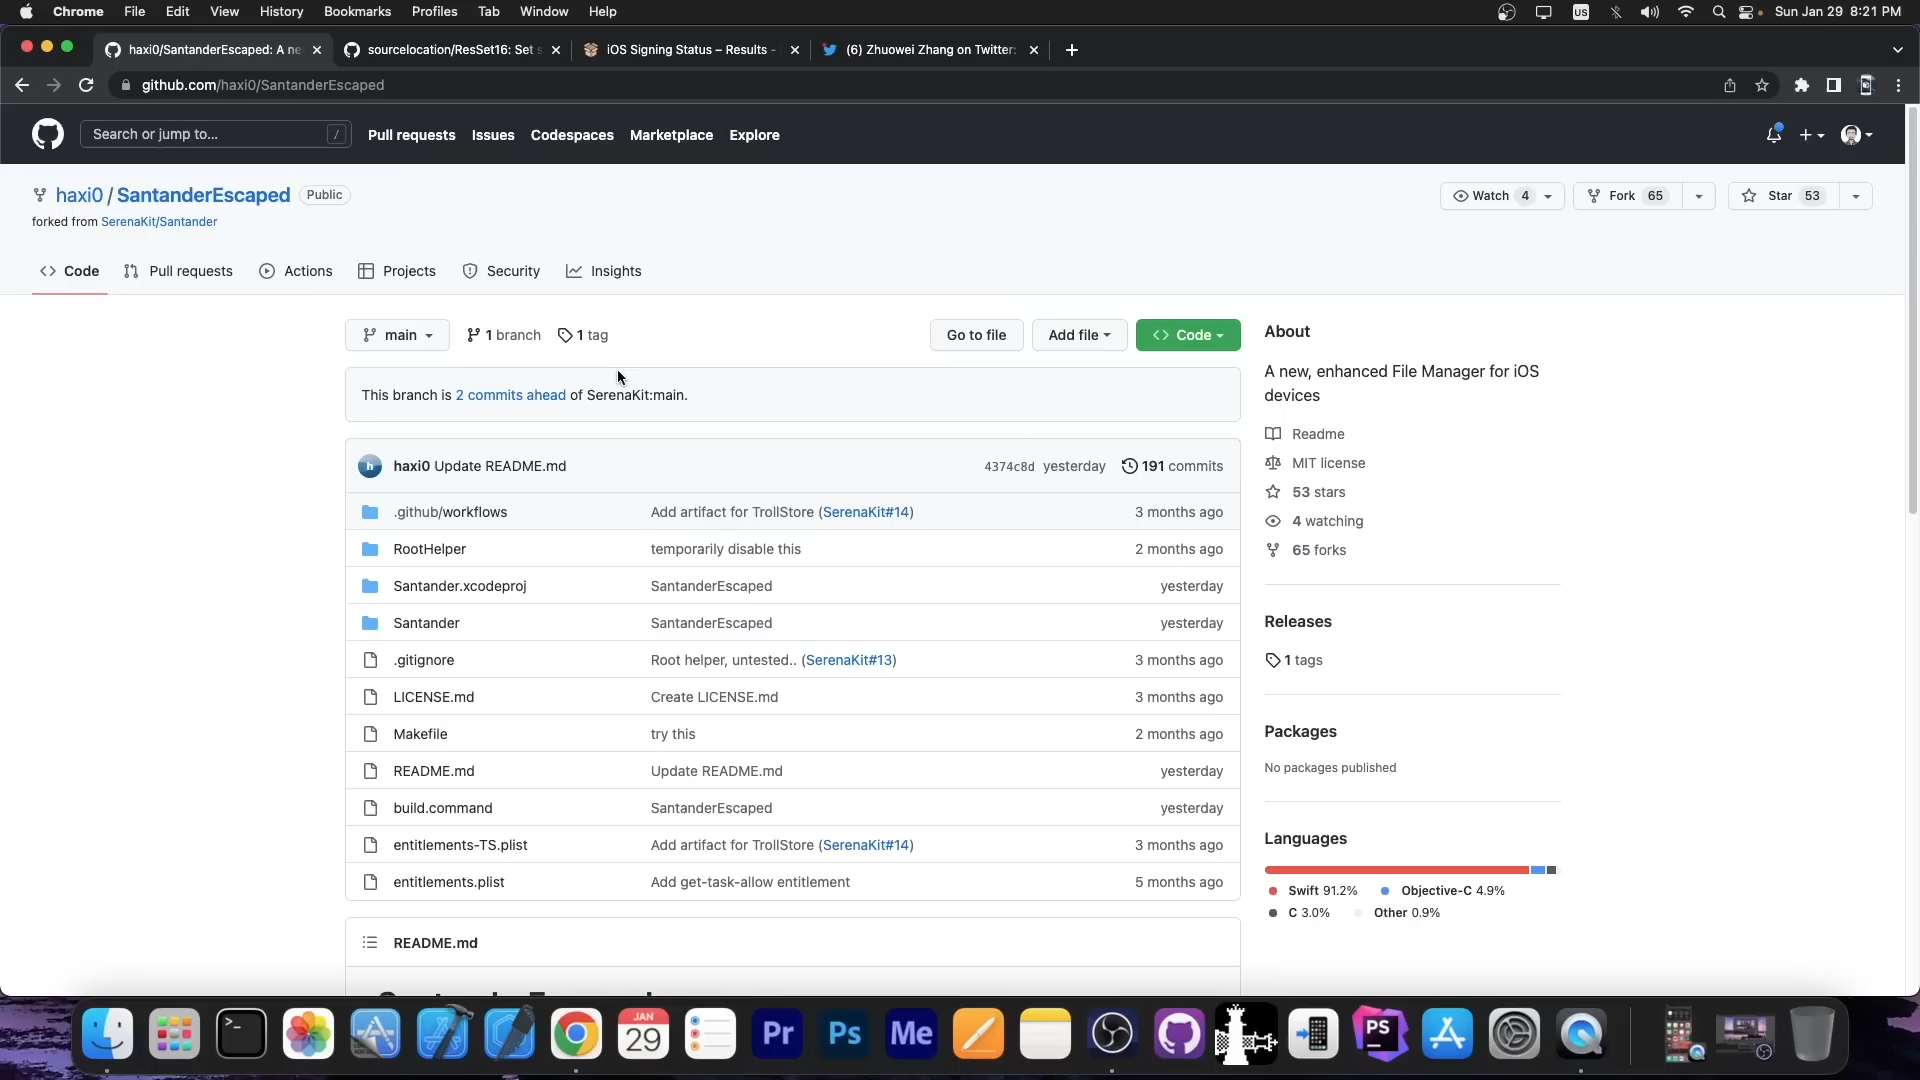 Chrome File Edit View History Bookmarks Profiles Tab Window Help US Sun Jan 29 8:21 PM
haxi0/SantanderEscaped: A ne sourcelocation/ResSet16: Set s iOS Signing Status – Results - (6) Zhuowei Zhang on Twitter:
github.com/haxi0/SantanderEscaped
Search or jump to... / Pull requests Issues Codespaces Marketplace Explore
haxi0 / SantanderEscaped Public Watch 4 Fork 65 Star 53
forked from SerenaKit/Santander
Code Pull requests Actions Projects Security Insights
main 1 branch 1 tag Go to file Add file Code
This branch is 2 commits ahead of SerenaKit:main.
h haxi0 Update README.md 4374c8d yesterday 191 commits
.github/workflows Add artifact for TrollStore (SerenaKit#14) 3 months ago
RootHelper temporarily disable this 2 months ago
Santander.xcodeproj SantanderEscaped yesterday
Santander SantanderEscaped yesterday
.gitignore Root helper, untested.. (SerenaKit#13) 3 months ago
LICENSE.md Create LICENSE.md 3 months ago
Makefile try this 2 months ago
README.md Update README.md yesterday
build.command SantanderEscaped yesterday
entitlements-TS.plist Add artifact for TrollStore (SerenaKit#14) 3 months ago
entitlements.plist Add get-task-allow entitlement 5 months ago
README.md
About
A new, enhanced File Manager for iOS
devices
Readme
MIT license
53 stars
4 watching
65 forks
Releases
1 tags
Packages
No packages published
Languages
Swift 91.2% Objective-C 4.9%
C 3.0% Other 0.9%
JAN
29
Pr
Ps
Me
PS